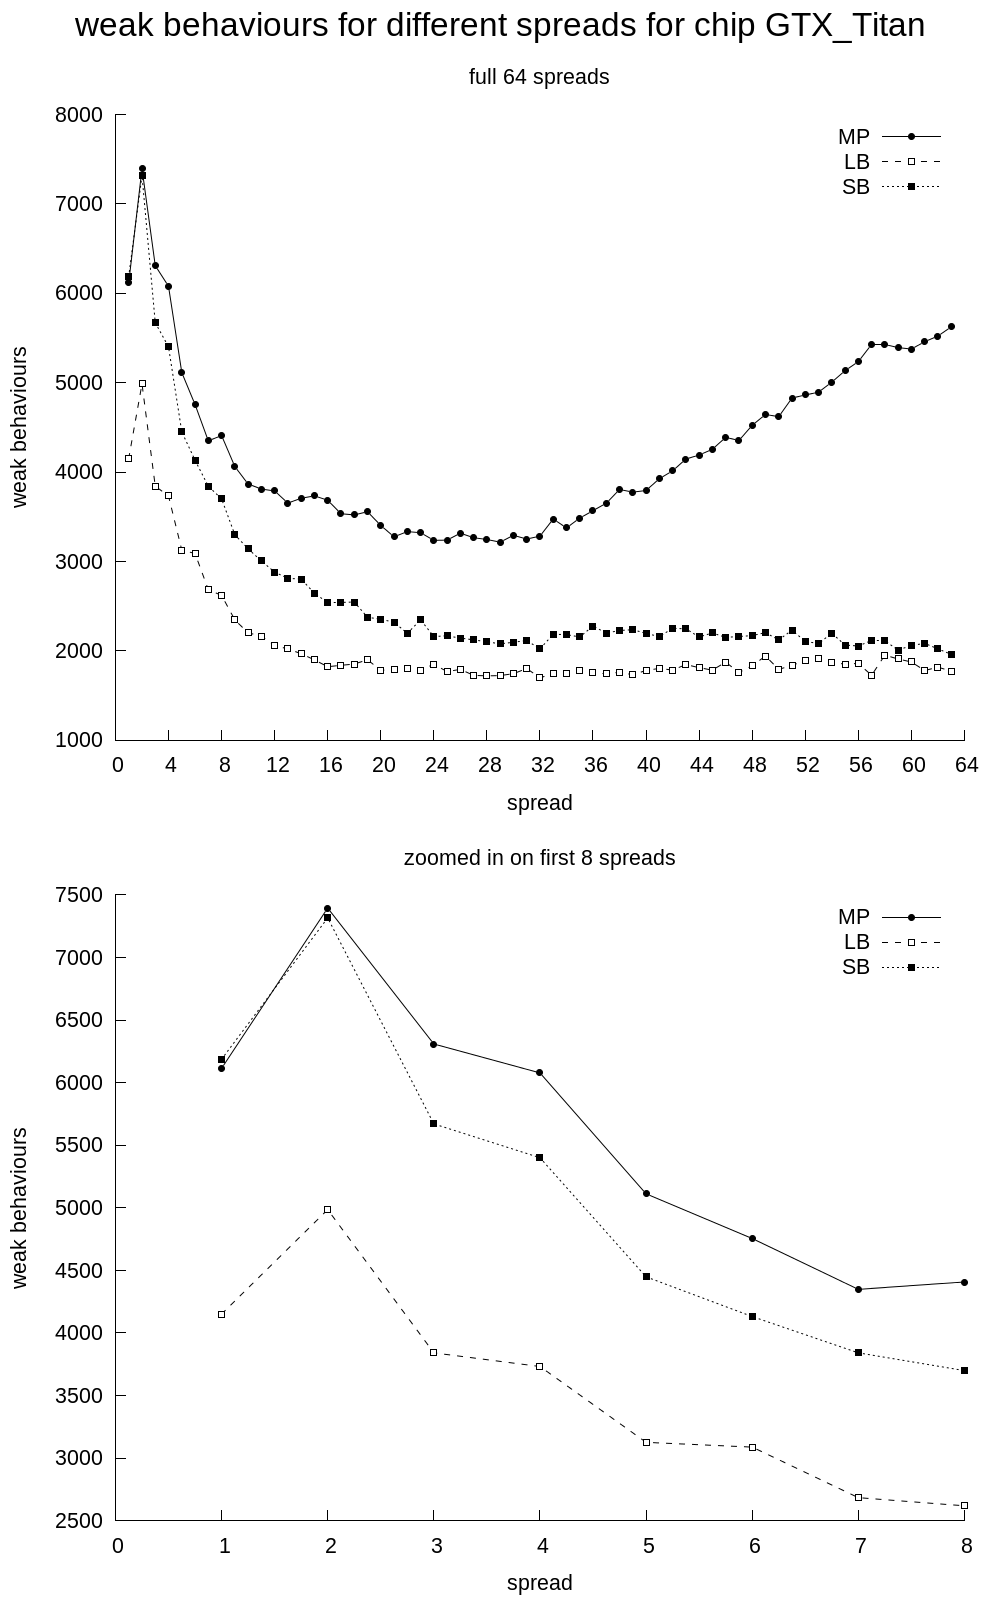 weak behaviours for different spreads for chip GTX_Titan
full 64 spreads
8000
7000
6000
5000
4000
3000
2000
1000
weak behaviours
MP
LB
SB
0 4 8 12 16 20 24 28 32 36 40 44 48 52 56 60 64
spread
zoomed in on first 8 spreads
7500
7000
6500
6000
5500
5000
4500
4000
3500
3000
2500
weak behaviours
MP
LB
SB
0 1 2 3 4 5 6 7 8
spread